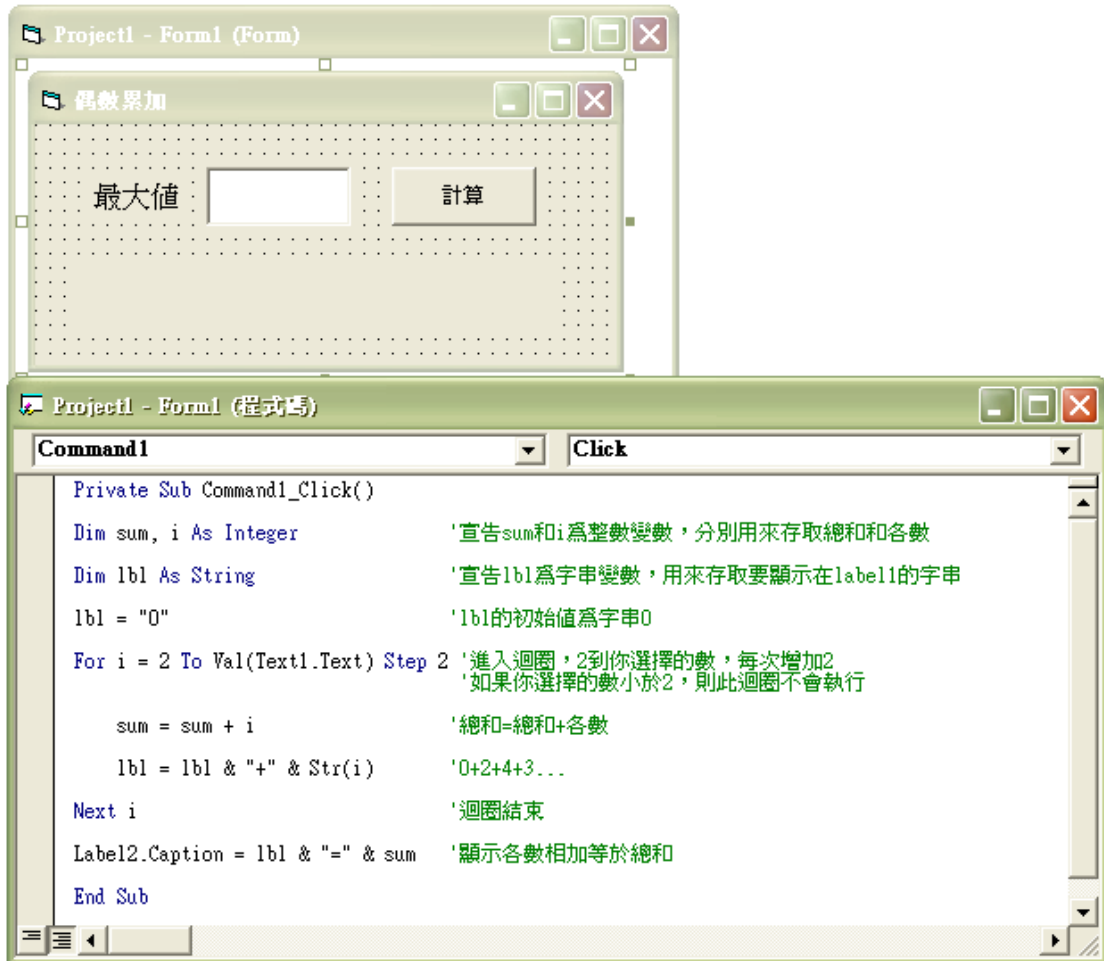 Project1 - Form1 (Form)
偶數累加
最大值
計算
Project1 - Form1 (程式碼)
Command1
Click
Private Sub Command1_Click()
Dim sum, i As Integer '宣告sum和i爲整數變數，分別用來存取總和和各數
Dim lbl As String '宣告lbl爲字串變數，用來存取要顯示在label1的字串
lbl = "0" 'lbl的初始值爲字串0
For i = 2 To Val(Text1.Text) Step 2 '進入迴圈，2到你選擇的數，每次增加2
'如果你選擇的數小於2，則此迴圈不會執行
sum = sum + i '總和=總和+各數
lbl = lbl & "+" & Str(i) '0+2+4+3...
Next i '迴圈結束
Label2.Caption = lbl & "=" & sum '顯示各數相加等於總和
End Sub